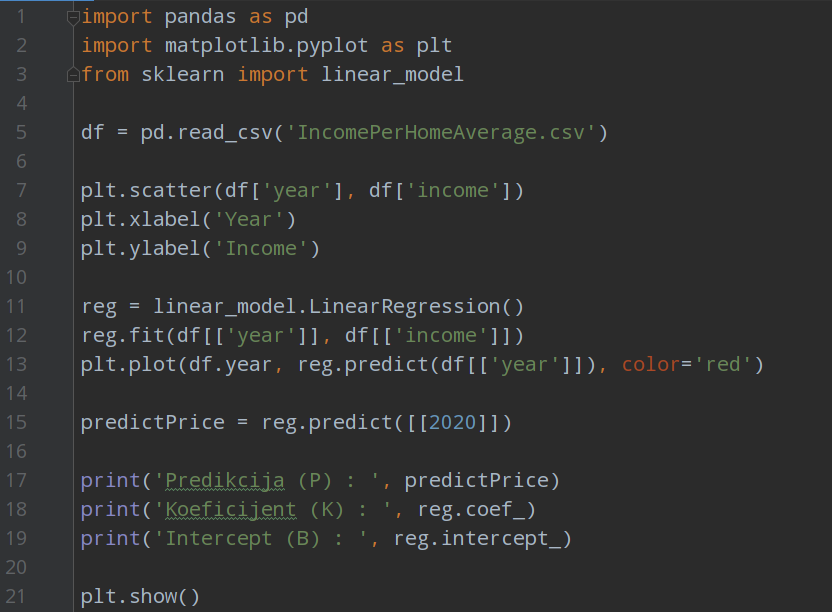 1 import pandas as pd
2 import matplotlib.pyplot as plt
3 from sklearn import linear_model
4
5 df = pd.read_csv('IncomePerHomeAverage.csv')
6
7 plt.scatter(df['year'], df['income'])
8 plt.xlabel('Year')
9 plt.ylabel('Income')
10
11 reg = linear_model.LinearRegression()
12 reg.fit(df[['year']], df[['income']])
13 plt.plot(df.year, reg.predict(df[['year']]), color='red')
14
15 predictPrice = reg.predict([[2020]])
16
17 print('Predikcija (P) : ', predictPrice)
18 print('Koeficijent (K) : ', reg.coef_)
19 print('Intercept (B) : ', reg.intercept_)
20
21 plt.show()